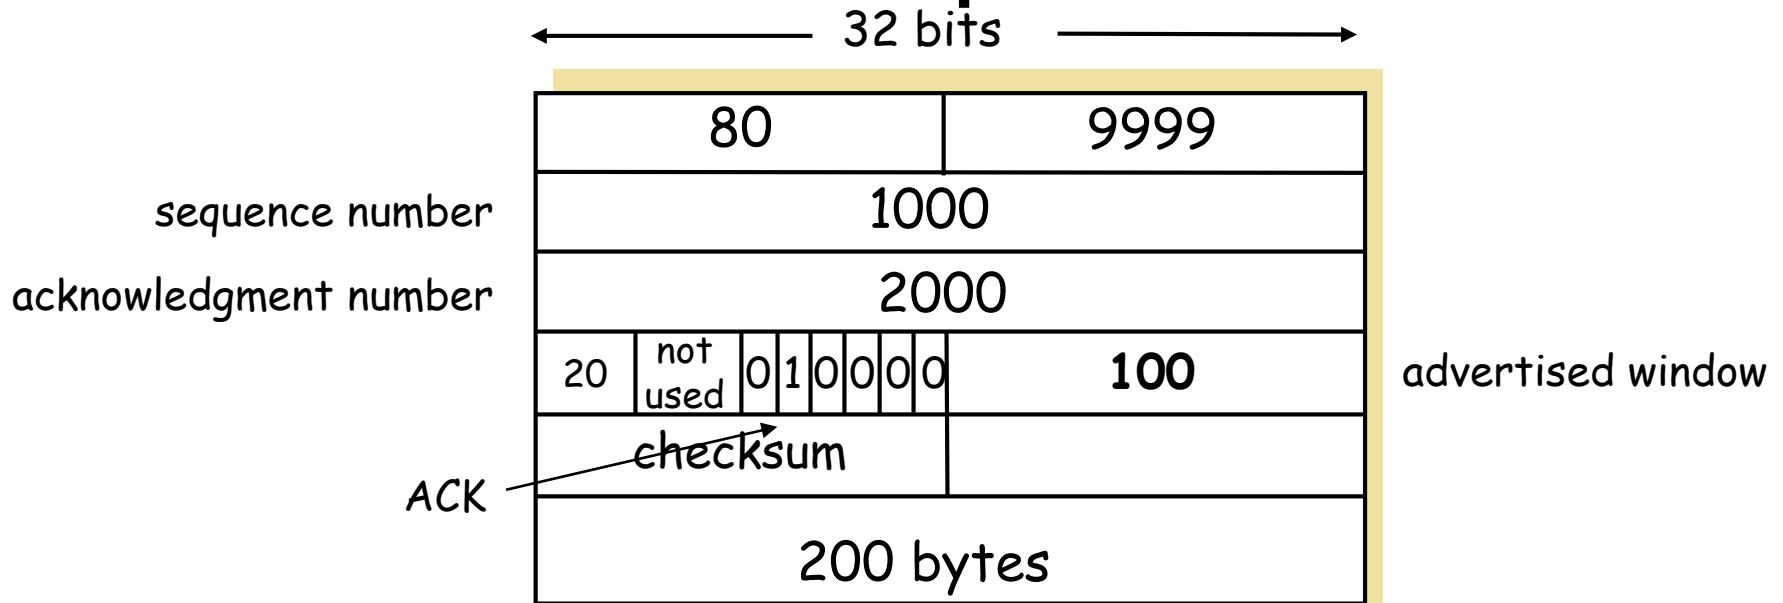 32 bits
80 9999
sequence number 1000
acknowledgment number 2000
20 not used 0 1 0 0 0 0 100 advertised window
checksum
ACK
200 bytes